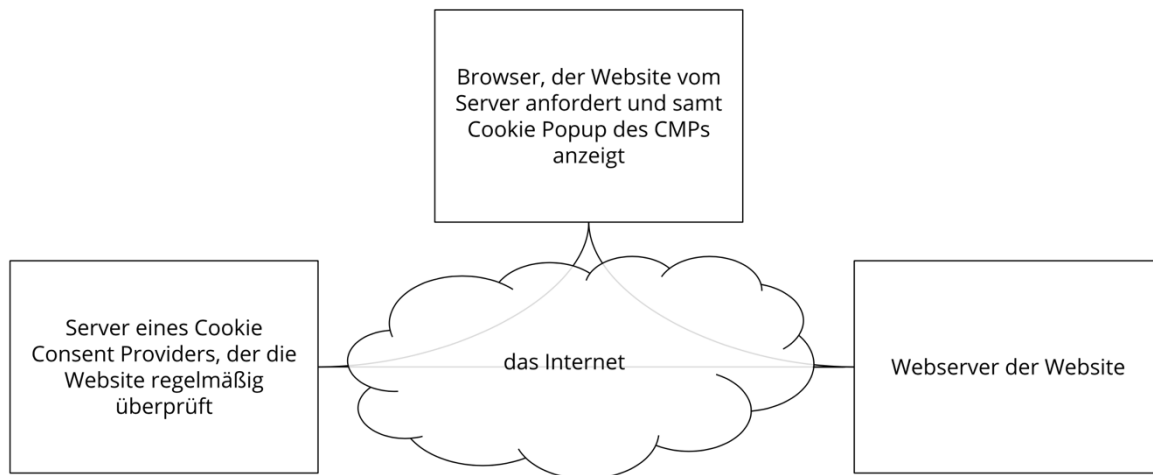 Browser, der Website vom
Server anfordert und samt
Cookie Popup des CMPs
anzeigt
Server eines Cookie
Consent Providers, der die
Website regelmäßig
überprüft
das Internet
Webserver der Website